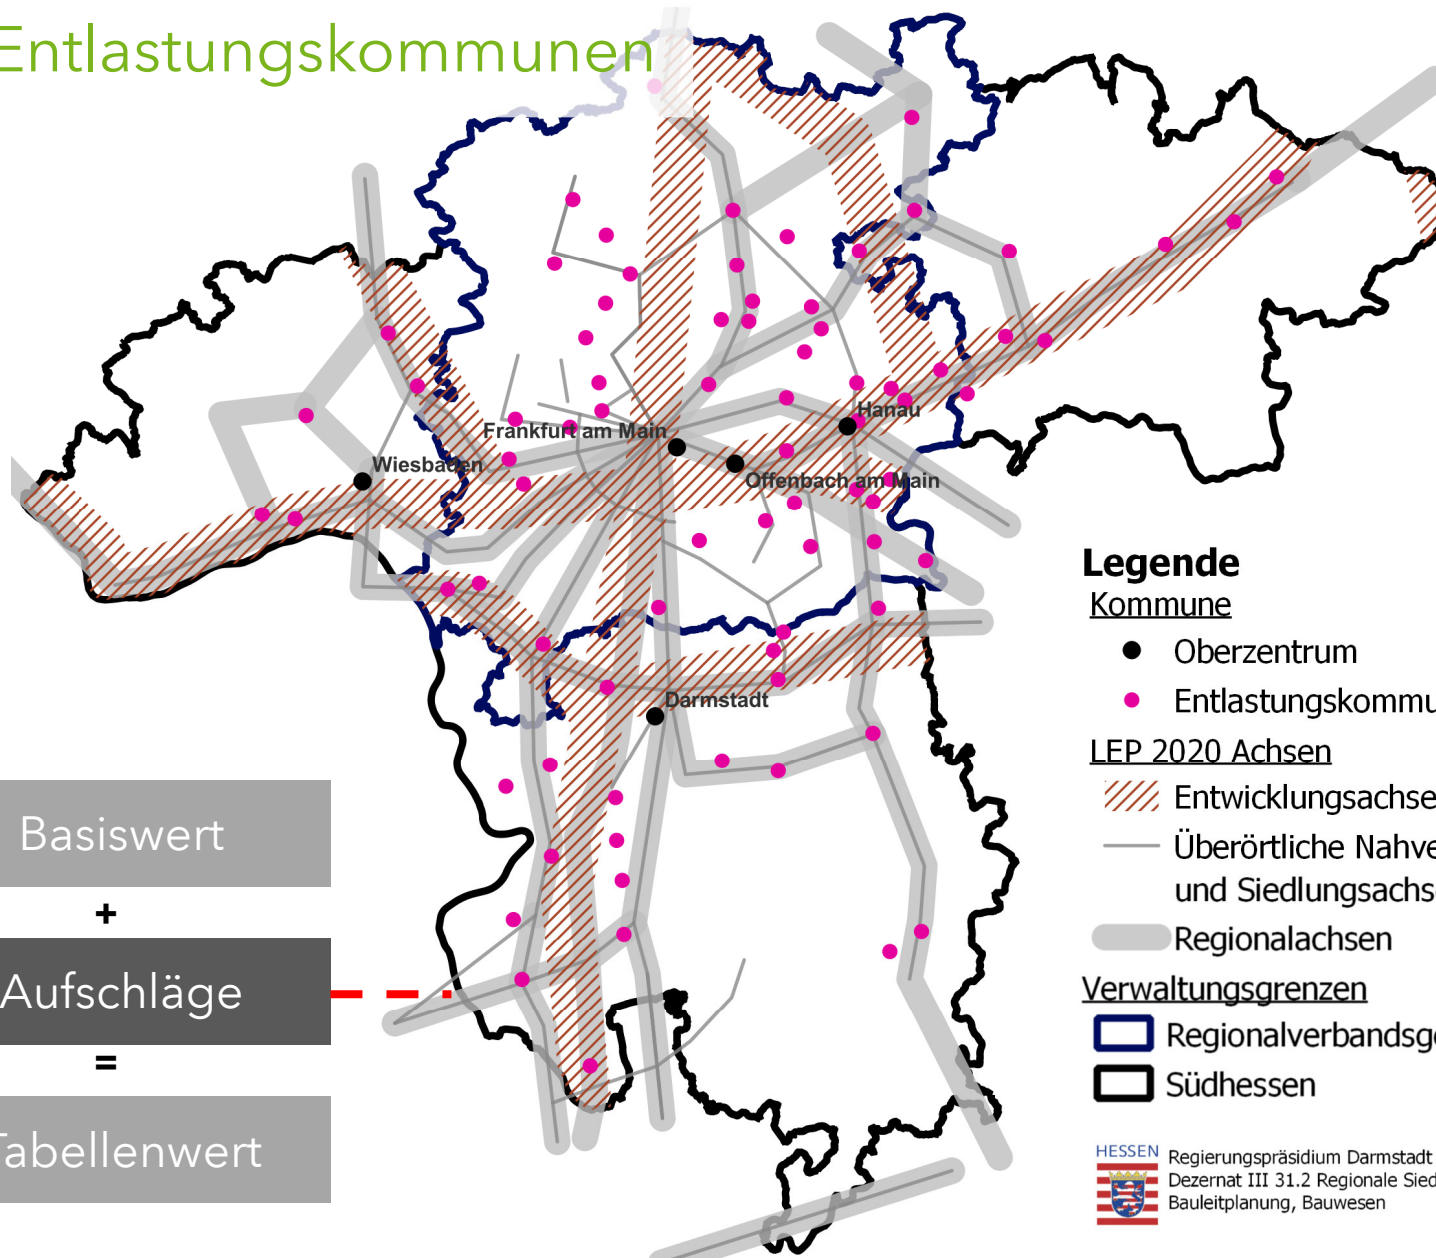 Entlastungskommunen
Frankfurt am Main
Hanau
Wiesbaden
Offenbach am Main
Darmstadt
Basiswert
+
Aufschläge
=
Tabellenwert
Legende
Kommune
Oberzentrum
Entlastungskommu
LEP 2020 Achsen
Entwicklungsachse
Überörtliche Nahve
und Siedlungsachs
Regionalachsen
Verwaltungsgrenzen
Regionalverbandsg
Südhessen
HESSEN
Regierungspräsidium Darmstadt
Dezernat III 31.2 Regionale Sied
Bauleitplanung, Bauwesen